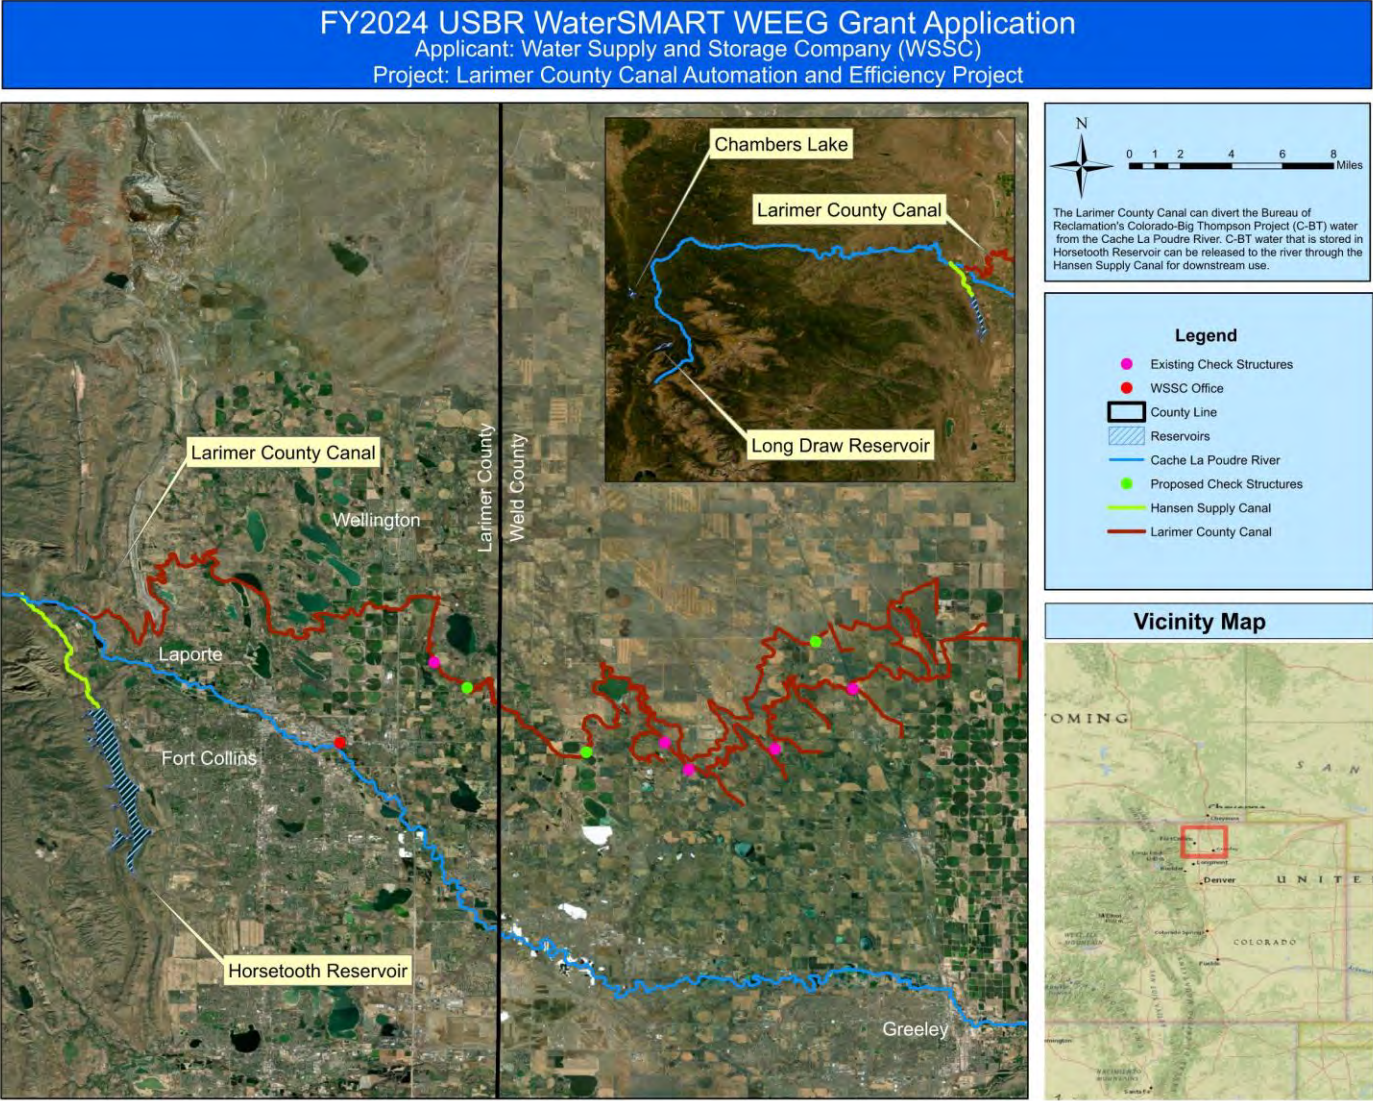 FY2024 USBR WaterSMART WEEG Grant Application
Applicant: Water Supply and Storage Company (WSSC)
Project: Larimer County Canal Automation and Efficiency Project
Chambers Lake
Larimer County Canal
Long Draw Reservoir
Larimer County Canal
Larimer County
Weld County
Wellington
Laporte
Fort Collins
Horsetooth Reservoir
Greeley
N
0 1 2 4 6 8
Miles
The Larimer County Canal can divert the Bureau of
Reclamation's Colorado-Big Thompson Project (C-BT) water
from the Cache La Poudre River. C-BT water that is stored in
Horsetooth Reservoir can be released to the river through the
Hansen Supply Canal for downstream use.
Legend
Existing Check Structures
WSSC Office
County Line
Reservoirs
Cache La Poudre River
Proposed Check Structures
Hansen Supply Canal
Larimer County Canal
Vicinity Map
OMING
S A N
Cheyenne
Longmont
Denver
U N I T E
Colorado Springs
COLORADO
Pueblo